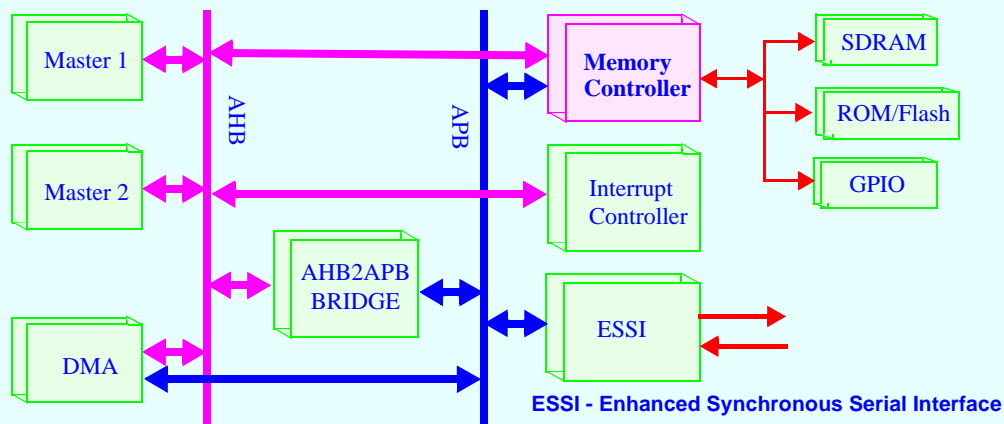 Master 1
AHB
APB
Memory
Controller
SDRAM
ROM/Flash
GPIO
Master 2
Interrupt
Controller
AHB2APB
BRIDGE
DMA
ESSI
ESSI - Enhanced Synchronous Serial Interface